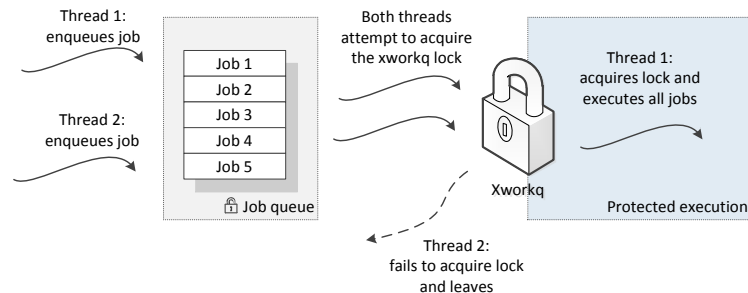 Thread 1:
enqueues job
Thread 2:
enqueues job
Job 1
Job 2
Job 3
Job 4
Job 5
Job queue
Both threads
attempt to acquire
the xworkq lock
Xworkq
Thread 2:
fails to acquire lock
and leaves
Thread 1:
acquires lock and
executes all jobs
Protected execution